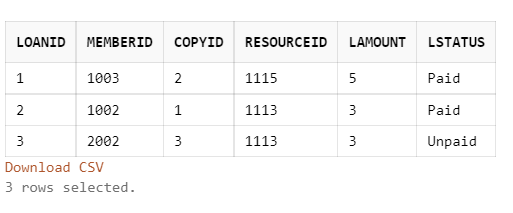 LOANID MEMBERID COPYID RESOURCEID LAMOUNT LSTATUS
1 1003 2 1115 5 Paid
2 1002 1 1113 3 Paid
3 2002 3 1113 3 Unpaid
Download CSV
3 rows selected.